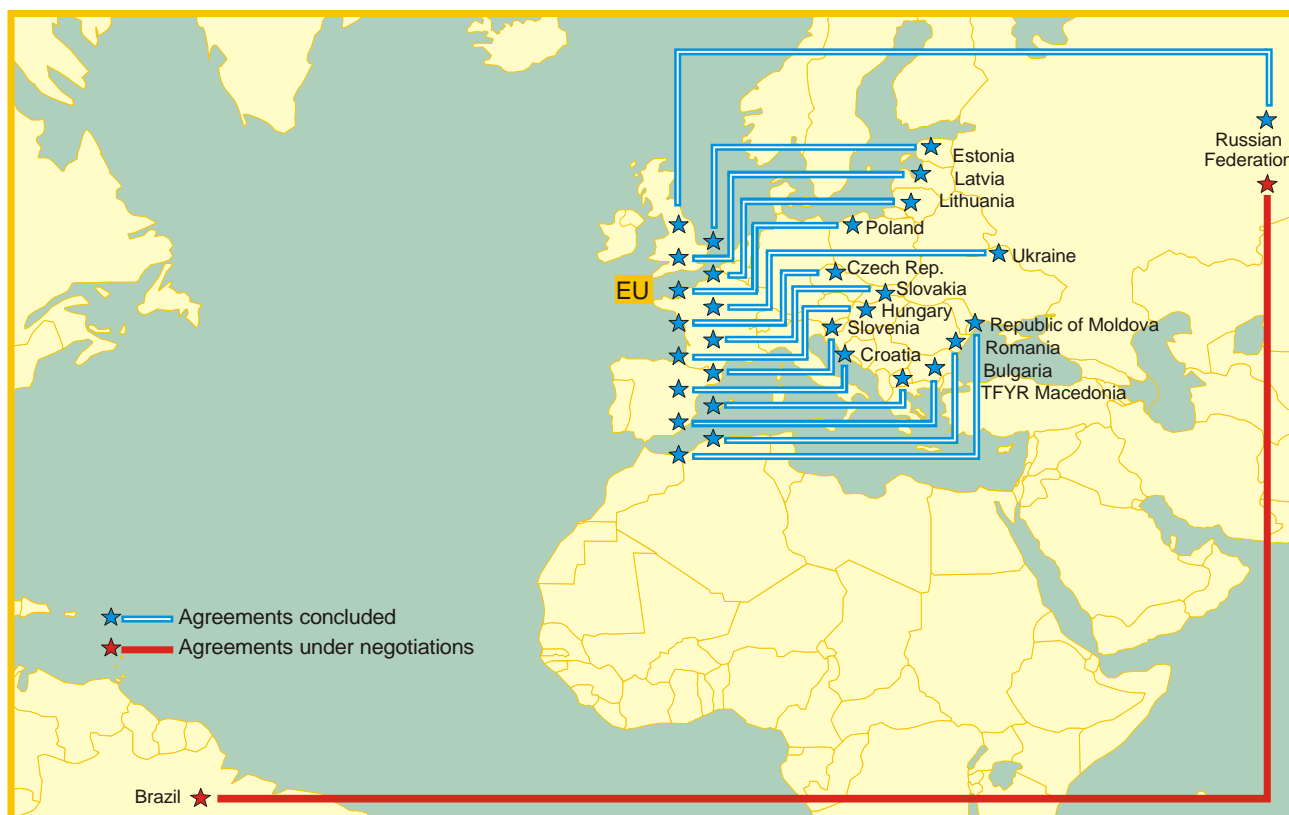 Russian
Federation
Estonia
Latvia
Lithuania
Poland
Ukraine
Czech Rep.
EU
Slovakia
Hungary
Slovenia
Republic of Moldova
Croatia
Romania
Bulgaria
TFYR Macedonia
Agreements concluded
Agreements under negotiations
Brazil